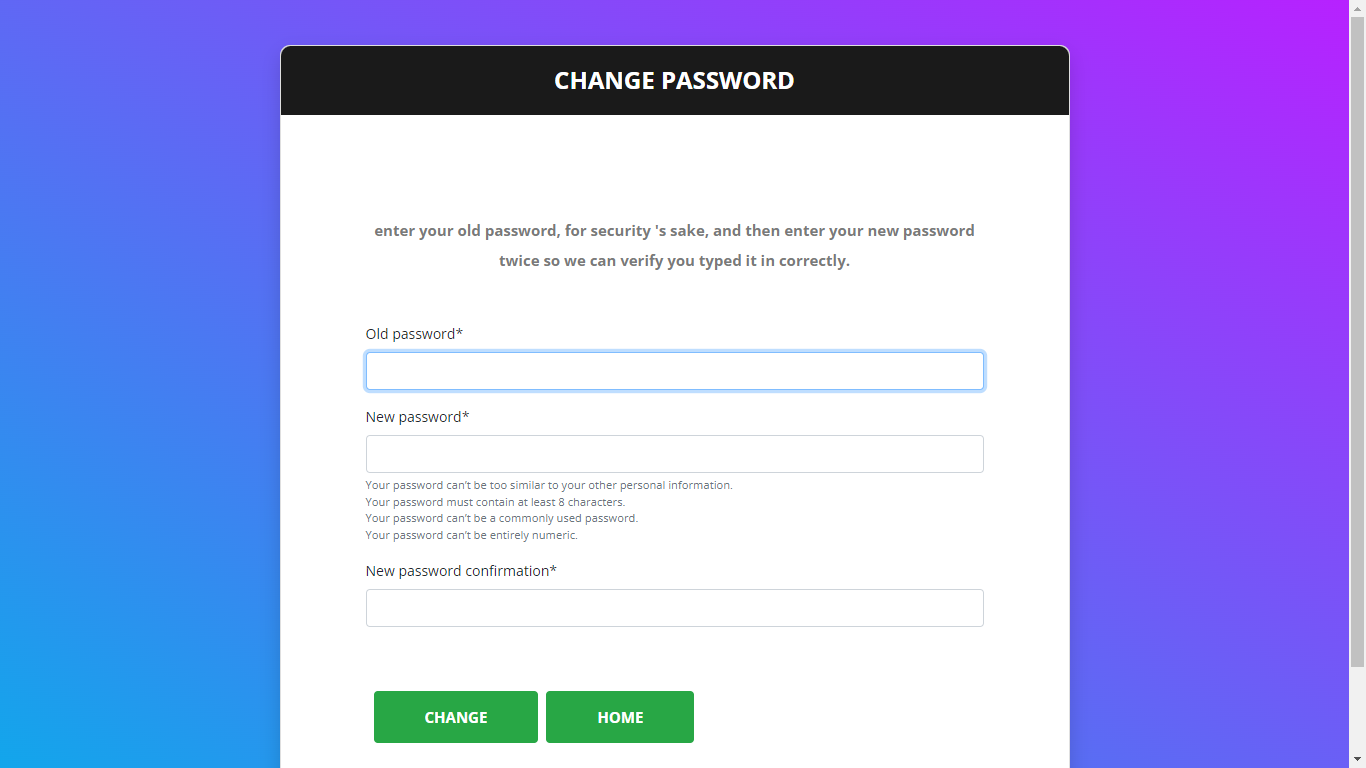 CHANGE PASSWORD
enter your old password, for security 's sake, and then enter your new password
twice so we can verify you typed it in correctly.
Old password*
New password*
Your password can't be too similar to your other personal information.
Your password must contain at least 8 characters.
Your password can't be a commonly used password.
Your password can't be entirely numeric.
New password confirmation*
CHANGE HOME